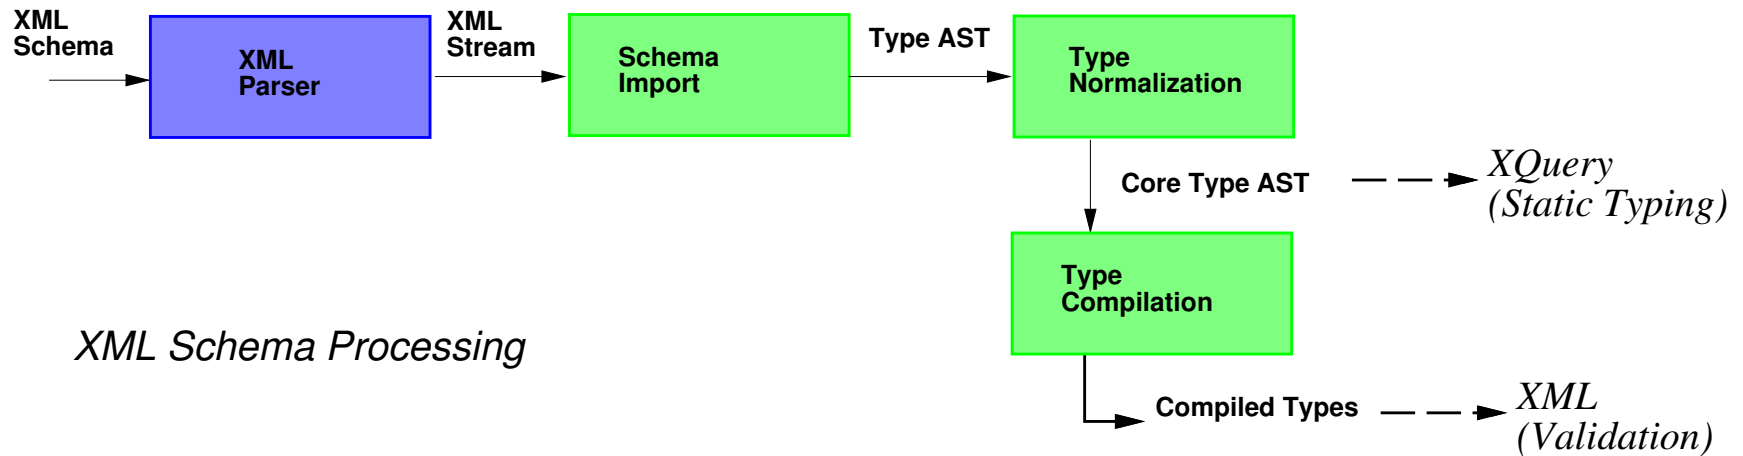 XML
Schema
XML
Parser
XML
Stream
Schema
Import
Type AST
Type
Normalization
Core Type AST
XQuery
(Static Typing)
Type
Compilation
XML Schema Processing
Compiled Types
XML
(Validation)